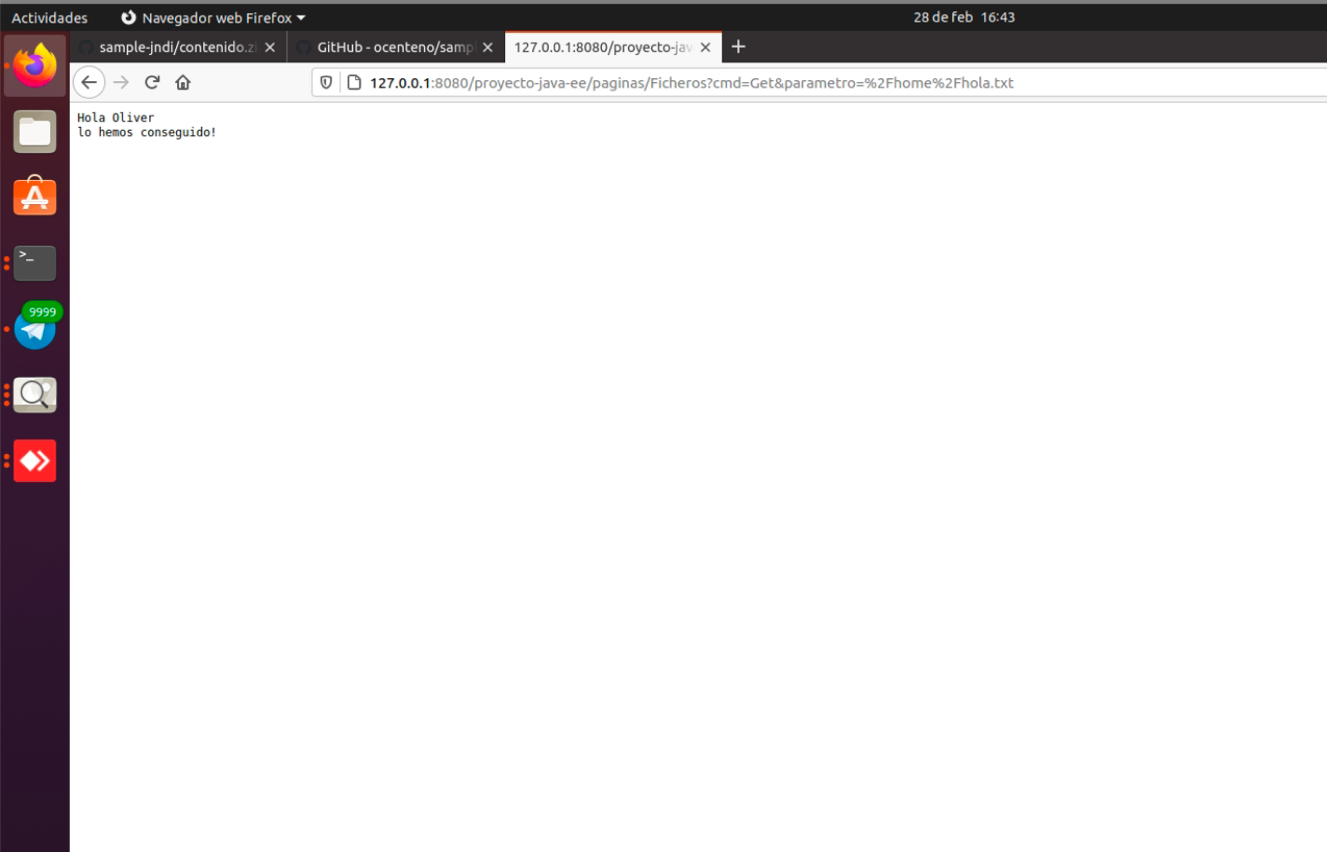 Actividades
Navegador web Firefox
28 de feb 16:43
sample-jndi/contenido.zi
GitHub - ocenteno/samp
127.0.0.1:8080/proyecto-jav
127.0.0.1:8080/proyecto-java-ee/paginas/Ficheros?cmd=Get&parametro=%2Fhome%2Fhola.txt
Hola Oliver
lo hemos conseguido!
>_
9999